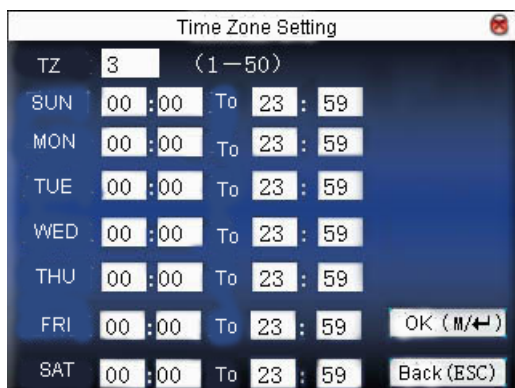 Time Zone Setting
TZ 3 (1—50)
SUN 00 :00 To 23 : 59
MON 00 :00 To 23 : 59
TUE 00 :00 To 23 : 59
WED 00 :00 To 23 : 59
THU 00 :00 To 23 : 59
FRI 00 :00 To 23 : 59 OK (M/↵)
SAT 00 :00 To 23 : 59 Back(ESC)